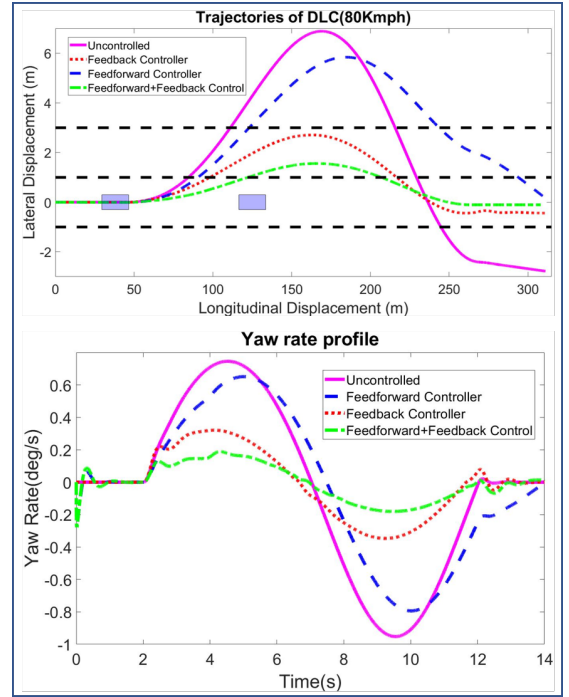 Trajectories of DLC(80Kmph)
Uncontrolled
Feedback Controller
Feedforward Controller
Feedforward+Feedback Control
Lateral Displacement (m)
6
4
2
0
-2
0 50 100 150 200 250 300
Longitudinal Displacement (m)
Yaw rate profile
Uncontrolled
Feedforward Controller
Feedback Controller
Feedforward+Feedback Control
Yaw Rate(deg/s)
0.6
0.4
0.2
0
-0.2
-0.4
-0.6
-0.8
-1
0 2 4 6 8 10 12 14
Time(s)